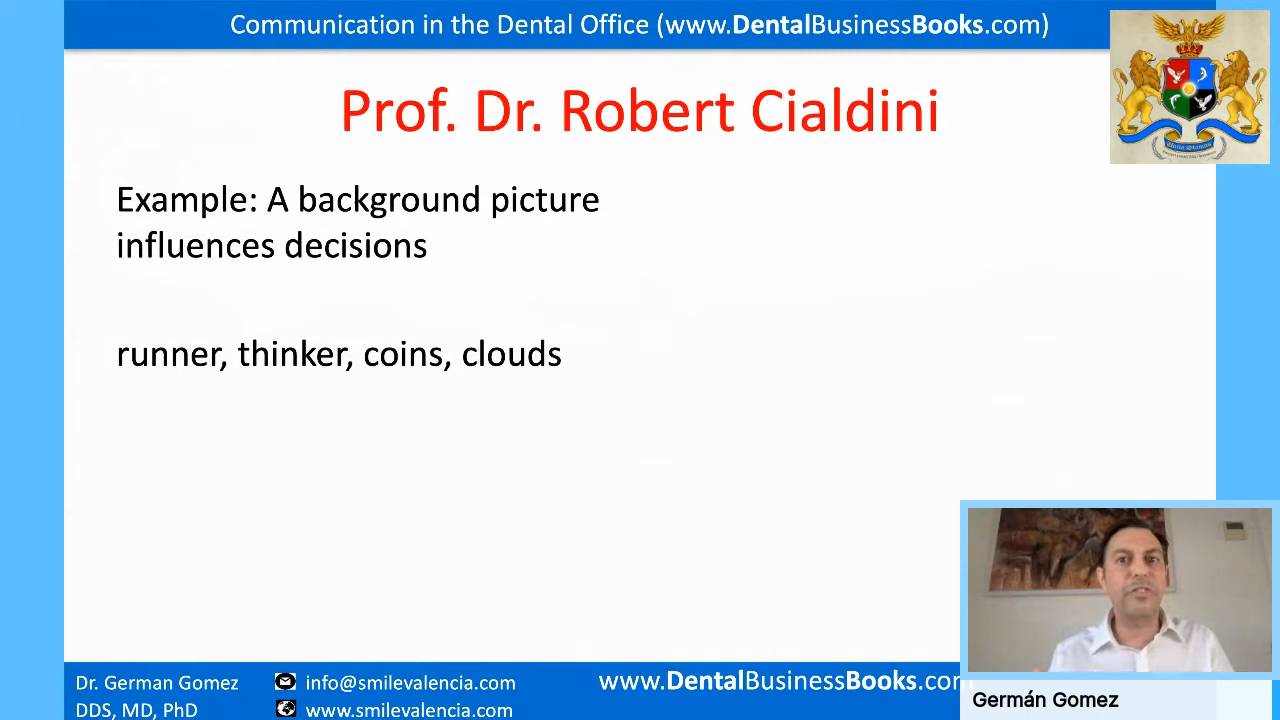 Communication in the Dental Office (www.DentalBusinessBooks.com)
Prof. Dr. Robert Cialdini
Example: A background picture
influences decisions
runner, thinker, coins, clouds
Dr. German Gomez
DDS, MD, PhD
info@smilevalencia.com
www.smilevalencia.com
www.DentalBusinessBooks.com
Germán Gomez